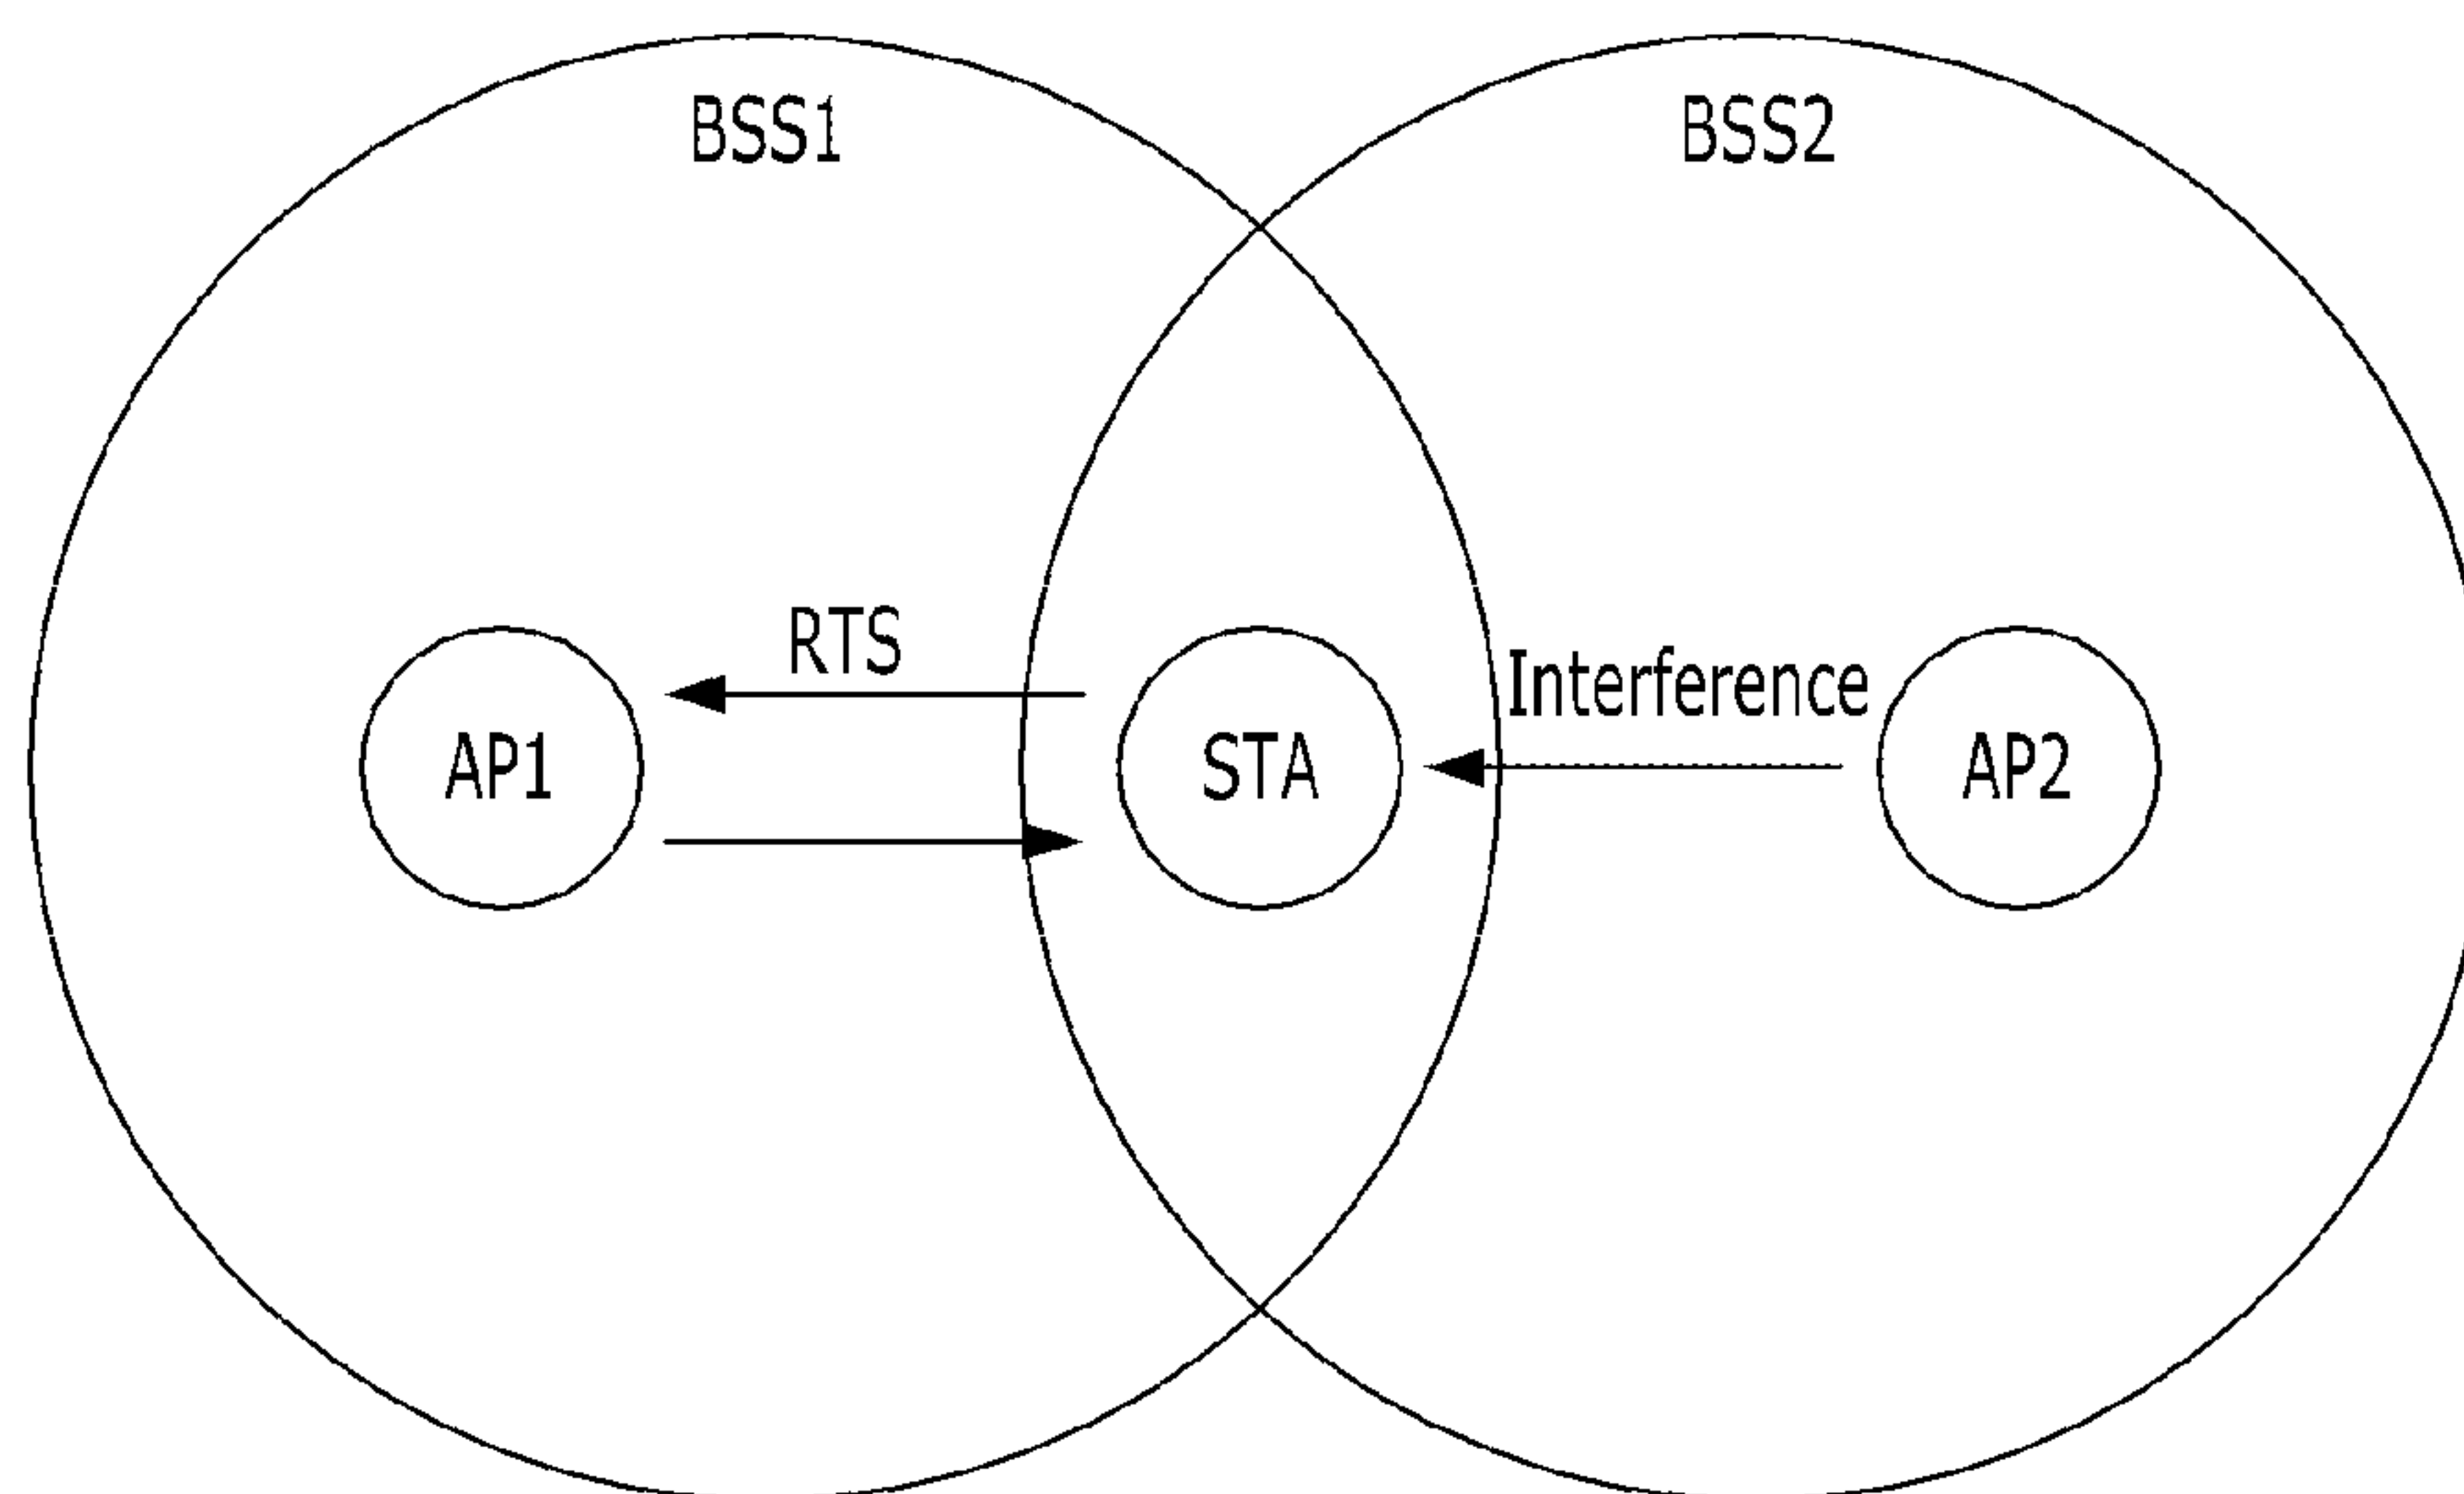 BSS1
BSS2
RTS
Interference
AP1
STA
AP2